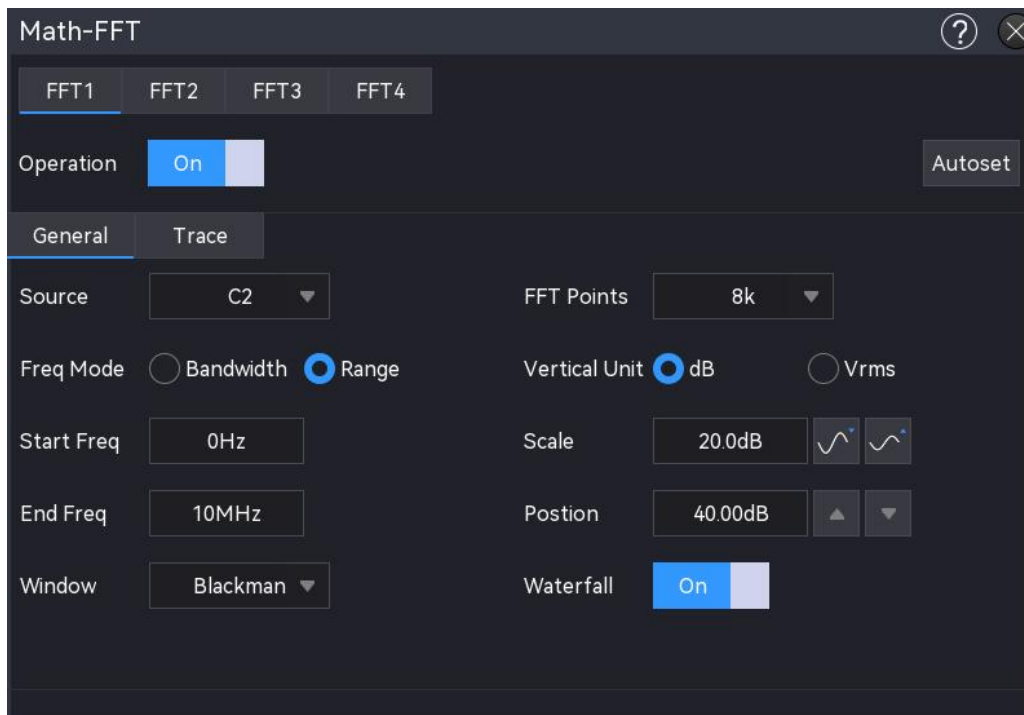 Math-FFT ?
FFT1 FFT2 FFT3 FFT4
Operation On Autoset
General Trace
Source C2 FFT Points 8k
Freq Mode Bandwidth Range Vertical Unit dB Vrms
Start Freq 0Hz Scale 20.0dB
End Freq 10MHz Postion 40.00dB
Window Blackman Waterfall On